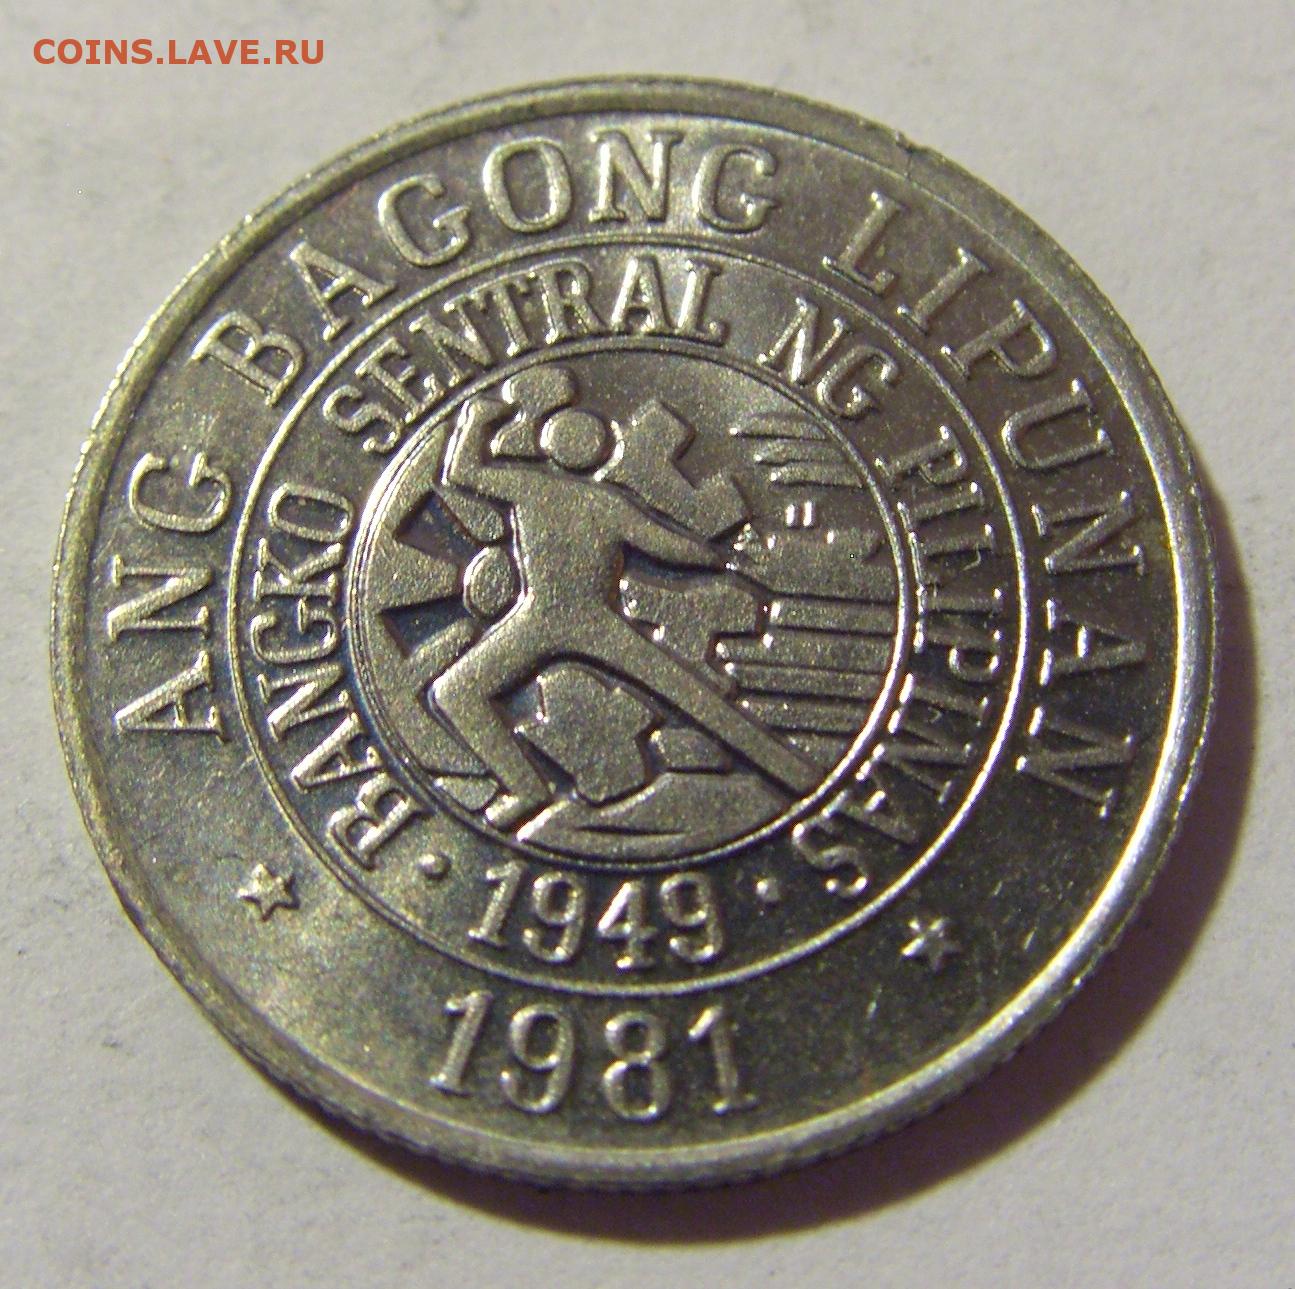 COINS.LAVE.RU
ANG BAGONG LIPUNAN
BANGKO SENTRAL NG PILIPINAS
· 1949 ·
1981